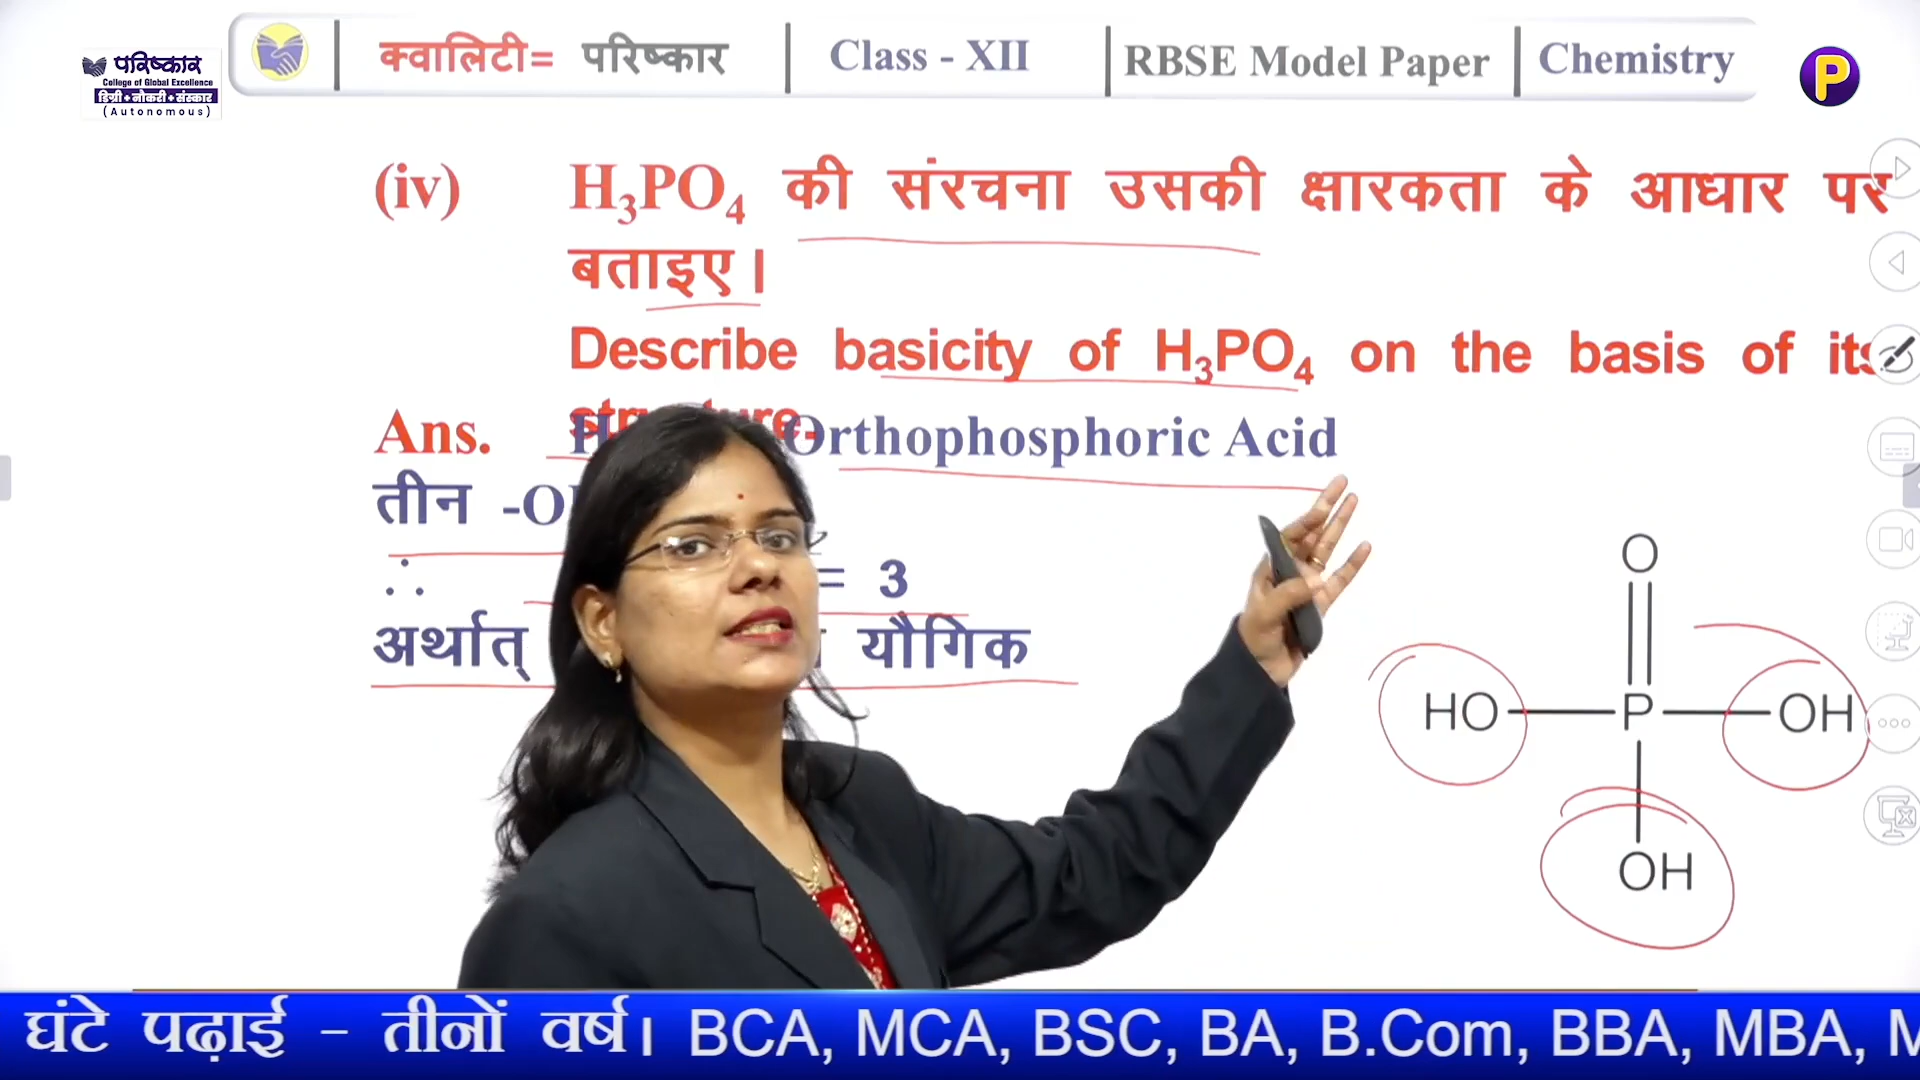 परिष्कार
College of Global Excellence
डिग्री + नौकरी + संस्कार
(Autonomous)
क्वालिटी= परिष्कार
Class - XII
RBSE Model Paper
Chemistry
P
(iv) H₃PO₄ की संरचना उसकी क्षारकता के आधार पर
बताइए।
Describe basicity of H₃PO₄ on the basis of its
structure.
Ans. Orthophosphoric Acid
तीन
∴ = 3
अर्थात् यौगिक
O
HO P OH
OH
घंटे पढ़ाई - तीनों वर्ष। BCA, MCA, BSC, BA, B.Com, BBA, MBA,